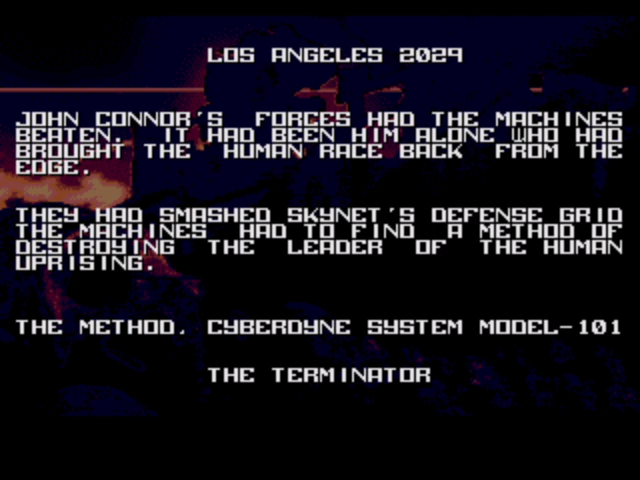 LOS ANGELES 2029
JOHN CONNOR'S FORCES HAD THE MACHINES
BEATEN. IT HAD BEEN HIM ALONE WHO HAD
BROUGHT THE HUMAN RACE BACK FROM THE
EDGE.
THEY HAD SMASHED SKYNET'S DEFENSE GRID
THE MACHINES HAD TO FIND A METHOD OF
DESTROYING THE LEADER OF THE HUMAN
UPRISING.
THE METHOD. CYBERDYNE SYSTEM MODEL-101
THE TERMINATOR